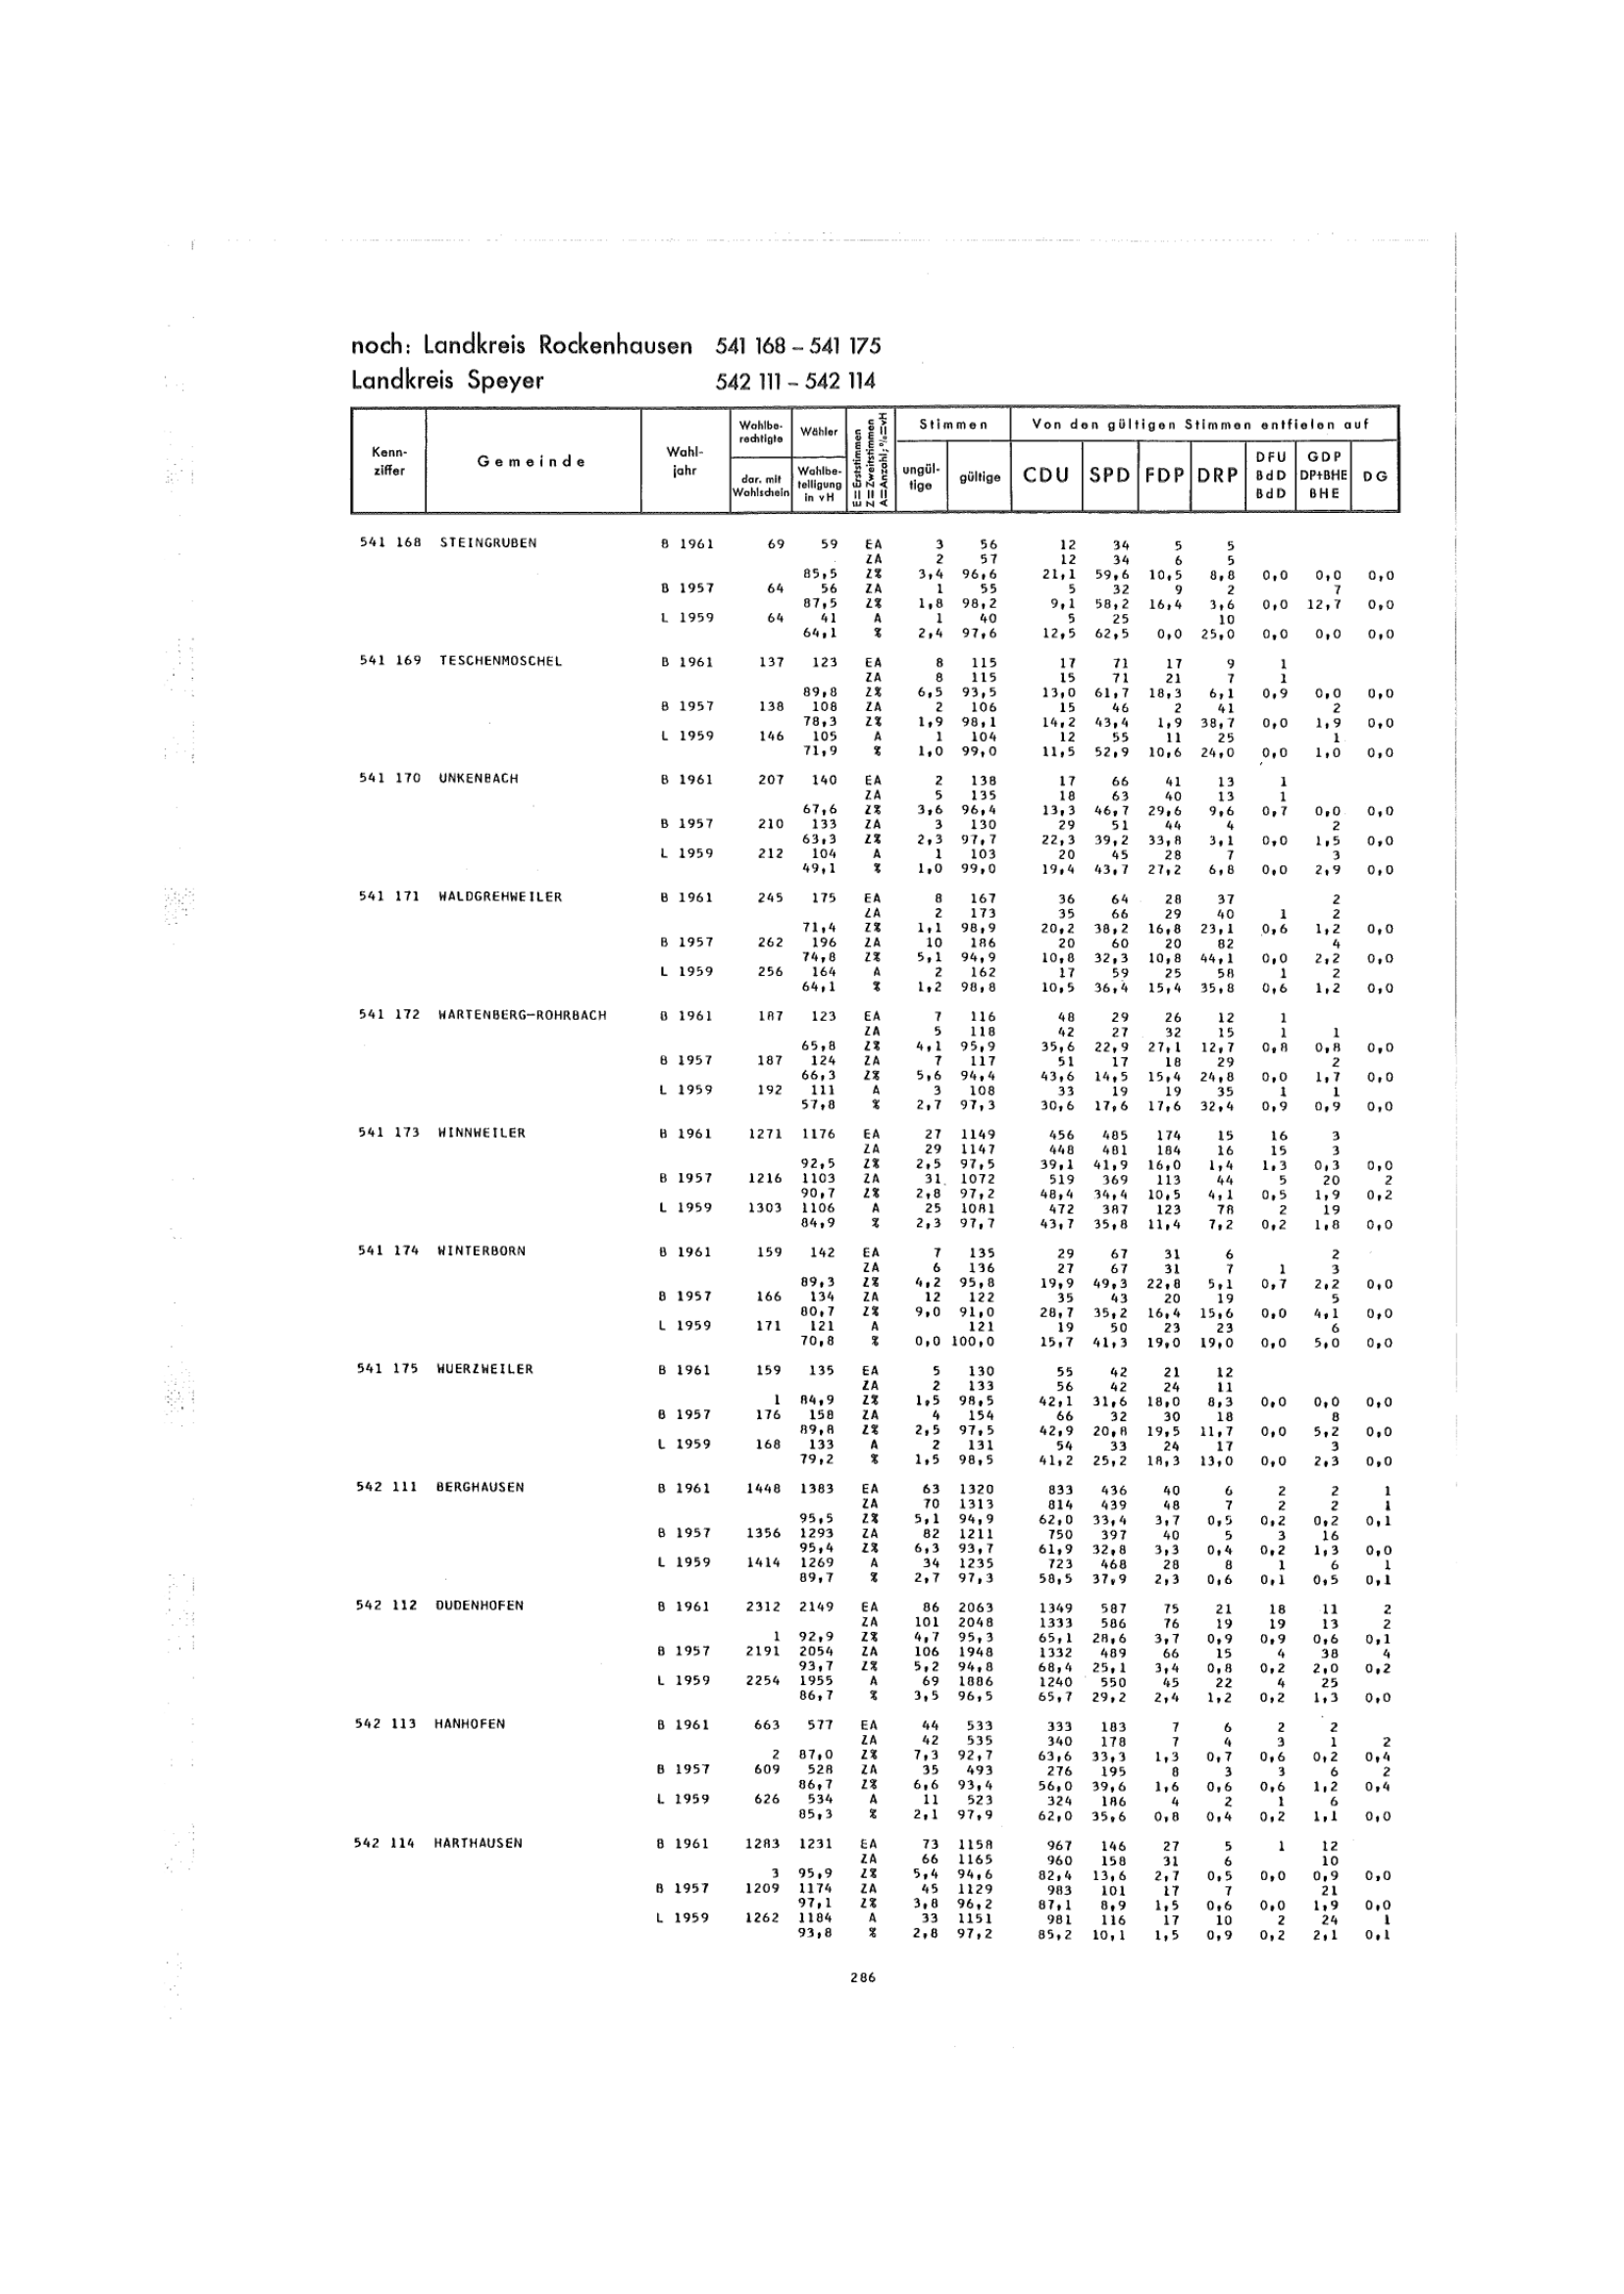 noch: Landkreis Rockenhausen 541 168 – 541 175
Landkreis Speyer 542 111 – 542 114
Kenn-ziffer Gemeinde Wahl-jahr Wahlbe-rechtigte dar. mit Wahlschein Wähler Wahlbe-teiligung in vH E = Erststimmen Z = Zweitstimmen A = Anzahl; % = vH Stimmen ungül-tige gültige Von den gültigen Stimmen entfielen auf CDU SPD FDP DRP DFU BdD BdD GDP DP+BHE BHE DG
541 168 STEINGRUBEN B 1961 69 59 EA 3 56 12 34 5 5
ZA 2 57 12 34 6 5
85,5 Z% 3,4 96,6 21,1 59,6 10,5 8,8 0,0 0,0 0,0
B 1957 64 56 ZA 1 55 5 32 9 2 7
87,5 Z% 1,8 98,2 9,1 58,2 16,4 3,6 0,0 12,7 0,0
L 1959 64 41 A 1 40 5 25 10
64,1 % 2,4 97,6 12,5 62,5 0,0 25,0 0,0 0,0 0,0
541 169 TESCHENMOSCHEL B 1961 137 123 EA 8 115 17 71 17 9 1
ZA 8 115 15 71 21 7 1
89,8 Z% 6,5 93,5 13,0 61,7 18,3 6,1 0,9 0,0 0,0
B 1957 138 108 ZA 2 106 15 46 2 41 2
78,3 Z% 1,9 98,1 14,2 43,4 1,9 38,7 0,0 1,9 0,0
L 1959 146 105 A 1 104 12 55 11 25 1
71,9 % 1,0 99,0 11,5 52,9 10,6 24,0 0,0 1,0 0,0
541 170 UNKENBACH B 1961 207 140 EA 2 138 17 66 41 13 1
ZA 5 135 18 63 40 13 1
67,6 Z% 3,6 96,4 13,3 46,7 29,6 9,6 0,7 0,0 0,0
B 1957 210 133 ZA 3 130 29 51 44 4 2
63,3 Z% 2,3 97,7 22,3 39,2 33,8 3,1 0,0 1,5 0,0
L 1959 212 104 A 1 103 20 45 28 7 3
49,1 % 1,0 99,0 19,4 43,7 27,2 6,8 0,0 2,9 0,0
541 171 WALDGREHWEILER B 1961 245 175 EA 8 167 36 64 28 37 2
ZA 2 173 35 66 29 40 1 2
71,4 Z% 1,1 98,9 20,2 38,2 16,8 23,1 0,6 1,2 0,0
B 1957 262 196 ZA 10 186 20 60 20 82 4
74,8 Z% 5,1 94,9 10,8 32,3 10,8 44,1 0,0 2,2 0,0
L 1959 256 164 A 2 162 17 59 25 58 1 2
64,1 % 1,2 98,8 10,5 36,4 15,4 35,8 0,6 1,2 0,0
541 172 WARTENBERG-ROHRBACH B 1961 187 123 EA 7 116 48 29 26 12 1
ZA 5 118 42 27 32 15 1 1
65,8 Z% 4,1 95,9 35,6 22,9 27,1 12,7 0,8 0,8 0,0
B 1957 187 124 ZA 7 117 51 17 18 29 2
66,3 Z% 5,6 94,4 43,6 14,5 15,4 24,8 0,0 1,7 0,0
L 1959 192 111 A 3 108 33 19 19 35 1 1
57,8 % 2,7 97,3 30,6 17,6 17,6 32,4 0,9 0,9 0,0
541 173 WINNWEILER B 1961 1271 1176 EA 27 1149 456 485 174 15 16 3
ZA 29 1147 448 481 184 16 15 3
92,5 Z% 2,5 97,5 39,1 41,9 16,0 1,4 1,3 0,3 0,0
B 1957 1216 1103 ZA 31 1072 519 369 113 44 5 20 2
90,7 Z% 2,8 97,2 48,4 34,4 10,5 4,1 0,5 1,9 0,2
L 1959 1303 1106 A 25 1081 472 387 123 78 2 19
84,9 % 2,3 97,7 43,7 35,8 11,4 7,2 0,2 1,8 0,0
541 174 WINTERBORN B 1961 159 142 EA 7 135 29 67 31 6 2
ZA 6 136 27 67 31 7 1 3
89,3 Z% 4,2 95,8 19,9 49,3 22,8 5,1 0,7 2,2 0,0
B 1957 166 134 ZA 12 122 35 43 20 19 5
80,7 Z% 9,0 91,0 28,7 35,2 16,4 15,6 0,0 4,1 0,0
L 1959 171 121 A 121 19 50 23 23 6
70,8 % 0,0 100,0 15,7 41,3 19,0 19,0 0,0 5,0 0,0
541 175 WUERZWEILER B 1961 159 135 EA 5 130 55 42 21 12
ZA 2 133 56 42 24 11
1 84,9 Z% 1,5 98,5 42,1 31,6 18,0 8,3 0,0 0,0 0,0
B 1957 176 158 ZA 4 154 66 32 30 18 8
89,8 Z% 2,5 97,5 42,9 20,8 19,5 11,7 0,0 5,2 0,0
L 1959 168 133 A 2 131 54 33 24 17 3
79,2 % 1,5 98,5 41,2 25,2 18,3 13,0 0,0 2,3 0,0
542 111 BERGHAUSEN B 1961 1448 1383 EA 63 1320 833 436 40 6 2 2 1
ZA 70 1313 814 439 48 7 2 2 1
95,5 Z% 5,1 94,9 62,0 33,4 3,7 0,5 0,2 0,2 0,1
B 1957 1356 1293 ZA 82 1211 750 397 40 5 3 16
95,4 Z% 6,3 93,7 61,9 32,8 3,3 0,4 0,2 1,3 0,0
L 1959 1414 1269 A 34 1235 723 468 28 8 1 6 1
89,7 % 2,7 97,3 58,5 37,9 2,3 0,6 0,1 0,5 0,1
542 112 DUDENHOFEN B 1961 2312 2149 EA 86 2063 1349 587 75 21 18 11 2
ZA 101 2048 1333 586 76 19 19 13 2
1 92,9 Z% 4,7 95,3 65,1 28,6 3,7 0,9 0,9 0,6 0,1
B 1957 2191 2054 ZA 106 1948 1332 489 66 15 4 38 4
93,7 Z% 5,2 94,8 68,4 25,1 3,4 0,8 0,2 2,0 0,2
L 1959 2254 1955 A 69 1886 1240 550 45 22 4 25
86,7 % 3,5 96,5 65,7 29,2 2,4 1,2 0,2 1,3 0,0
542 113 HANHOFEN B 1961 663 577 EA 44 533 333 183 7 6 2 2
ZA 42 535 340 178 7 4 3 1 2
2 87,0 Z% 7,3 92,7 63,6 33,3 1,3 0,7 0,6 0,2 0,4
B 1957 609 528 ZA 35 493 276 195 8 3 3 6 2
86,7 Z% 6,6 93,4 56,0 39,6 1,6 0,6 0,6 1,2 0,4
L 1959 626 534 A 11 523 324 186 4 2 1 6
85,3 % 2,1 97,9 62,0 35,6 0,8 0,4 0,2 1,1 0,0
542 114 HARTHAUSEN B 1961 1283 1231 EA 73 1158 967 146 27 5 1 12
ZA 66 1165 960 158 31 6 10
3 95,9 Z% 5,4 94,6 82,4 13,6 2,7 0,5 0,0 0,9 0,0
B 1957 1209 1174 ZA 45 1129 983 101 17 7 21
97,1 Z% 3,8 96,2 87,1 8,9 1,5 0,6 0,0 1,9 0,0
L 1959 1262 1184 A 33 1151 981 116 17 10 2 24 1
93,8 % 2,8 97,2 85,2 10,1 1,5 0,9 0,2 2,1 0,1
286